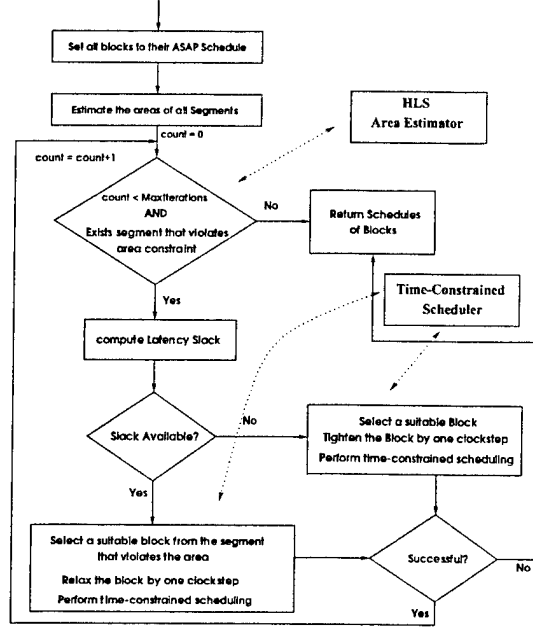 Set all blocks to their ASAP Schedule
Estimate the areas of all Segments
HLS
Area Estimator
count = 0
count = count+1
count < MaxIterations
AND
Exists segment that violates
area constraint
No
Return Schedules
of Blocks
Yes
Time-Constrained
Scheduler
compute Latency Slack
Slack Available?
No
Select a suitable Block
Tighten the Block by one clockstep
Perform time-constrained scheduling
Yes
Select a suitable block from the segment
that violates the area
Relax the block by one clockstep
Perform time-constrained scheduling
Successful?
No
Yes